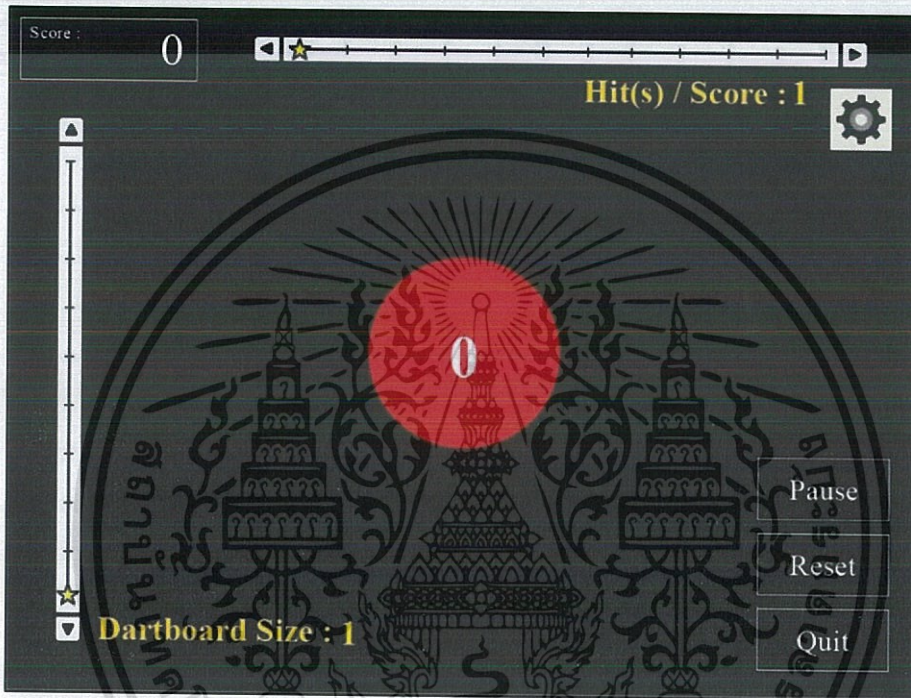 Score :
0
Hit(s) / Score : 1
0
Pause
Reset
Dartboard Size : 1
Quit